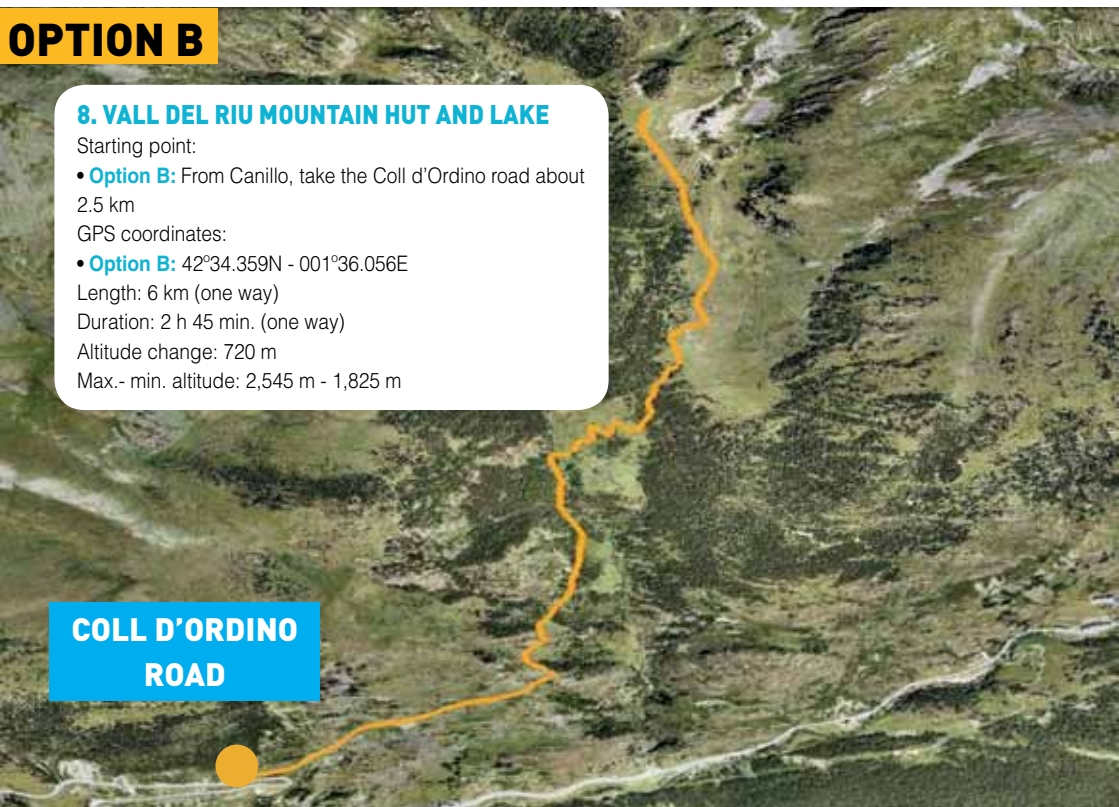 OPTION B
8. VALL DEL RIU MOUNTAIN HUT AND LAKE
Starting point:
• Option B: From Canillo, take the Coll d'Ordino road about
2.5 km
GPS coordinates:
• Option B: 42º34.359N - 001º36.056E
Length: 6 km (one way)
Duration: 2 h 45 min. (one way)
Altitude change: 720 m
Max.- min. altitude: 2,545 m - 1,825 m
COLL D'ORDINO
ROAD